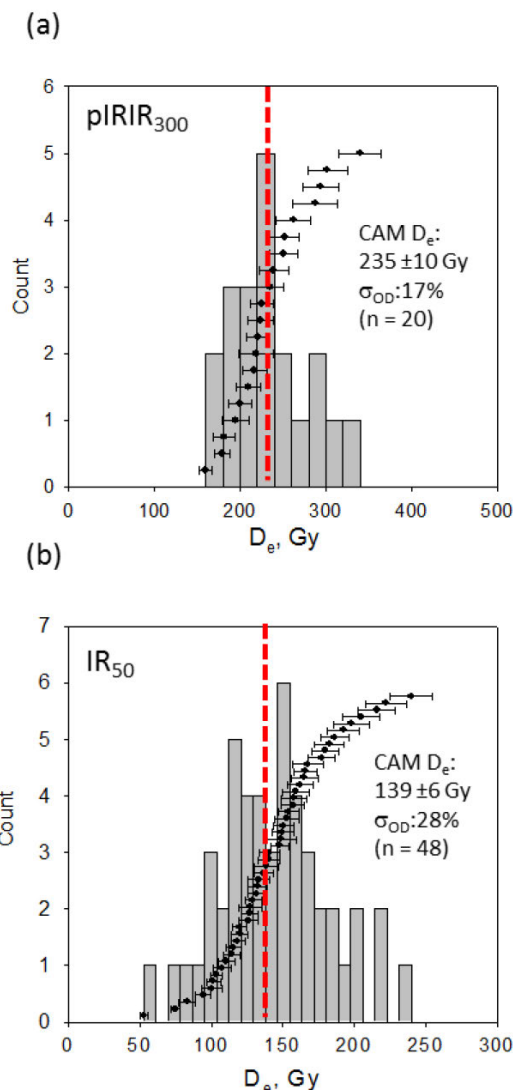 (a)
pIRIR300
6
5
4
3
2
1
0
Count
CAM De:
235 ±10 Gy
σOD:17%
(n = 20)
0 100 200 300 400 500
De, Gy
(b)
IR50
7
6
5
4
3
2
1
0
Count
CAM De:
139 ±6 Gy
σOD:28%
(n = 48)
0 50 100 150 200 250 300
De, Gy